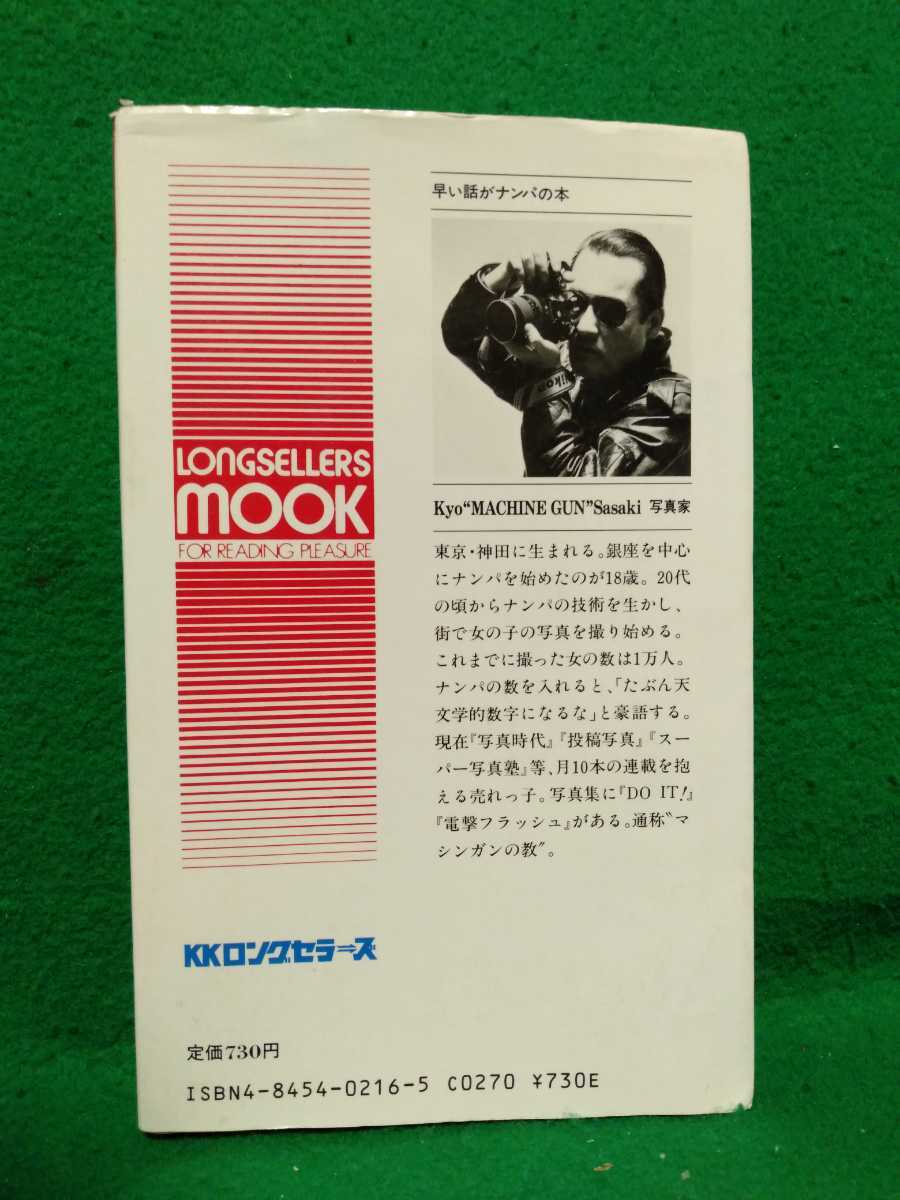 早い話がナンパの本
Nikon
LONGSELLERS
MOOK
FOR READING PLEASURE
Kyo“MACHINE GUN”Sasaki 写真家
東京・神田に生まれる。銀座を中心
にナンパを始めたのが18歳。20代
の頃からナンパの技術を生かし、
街で女の子の写真を撮り始める。
これまでに撮った女の数は1万人。
ナンパの数を入れると、「たぶん天
文学的数字になるな」と豪語する。
現在『写真時代』『投稿写真』『スー
パー写真塾』等、月10本の連載を抱
える売れっ子。写真集に『DO IT!』
『電撃フラッシュ』がある。通称〝マ
シンガンの教〟。
KKロングセラーズ
定価730円
ISBN4-8454-0216-5 C0270 ¥730E